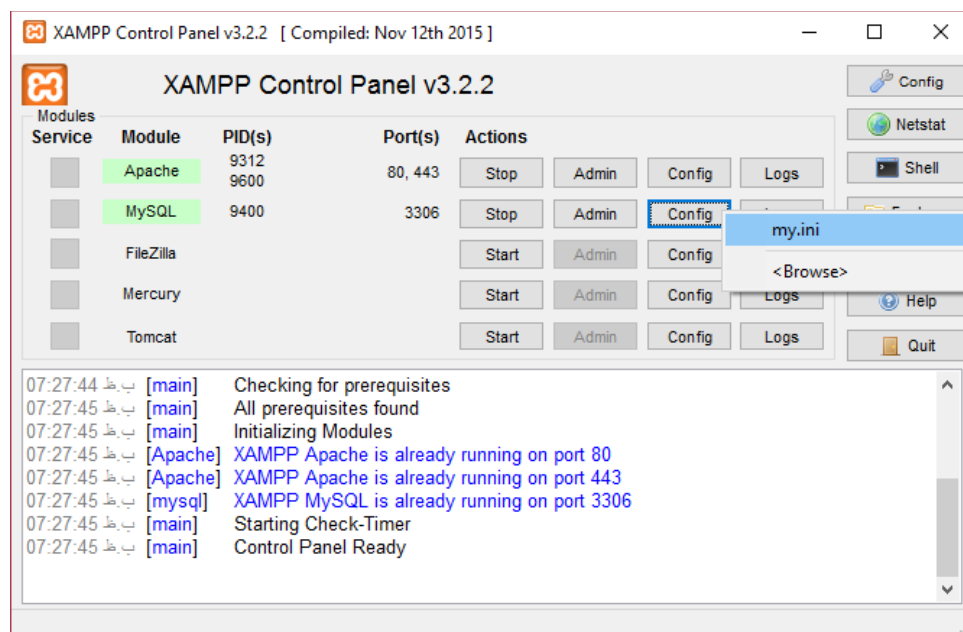 XAMPP Control Panel v3.2.2 [ Compiled: Nov 12th 2015 ]
XAMPP Control Panel v3.2.2
Config
Modules
Service Module PID(s) Port(s) Actions
Netstat
Apache 9312 9600 80, 443 Stop Admin Config Logs
Shell
MySQL 9400 3306 Stop Admin Config
my.ini
<Browse>
FileZilla Start Admin Config
Mercury Start Admin Config Logs
Help
Tomcat Start Admin Config Logs
Quit
07:27:44 ب.ظ [main] Checking for prerequisites
07:27:45 ب.ظ [main] All prerequisites found
07:27:45 ب.ظ [main] Initializing Modules
07:27:45 ب.ظ [Apache] XAMPP Apache is already running on port 80
07:27:45 ب.ظ [Apache] XAMPP Apache is already running on port 443
07:27:45 ب.ظ [mysql] XAMPP MySQL is already running on port 3306
07:27:45 ب.ظ [main] Starting Check-Timer
07:27:45 ب.ظ [main] Control Panel Ready